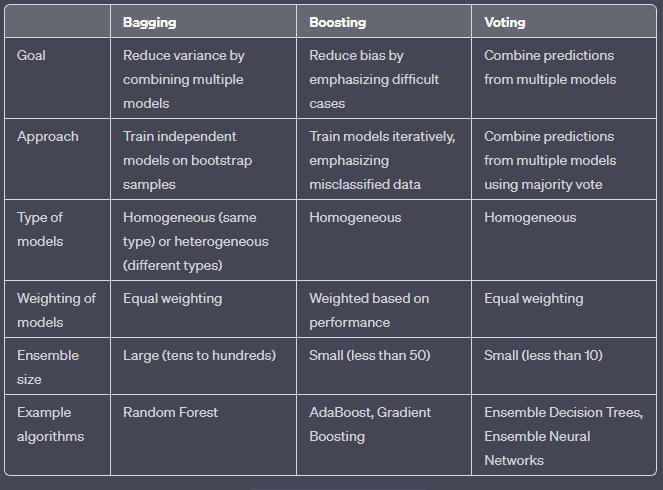 Bagging Boosting Voting
Goal Reduce variance by combining multiple models Reduce bias by emphasizing difficult cases Combine predictions from multiple models
Approach Train independent models on bootstrap samples Train models iteratively, emphasizing misclassified data Combine predictions from multiple models using majority vote
Type of models Homogeneous (same type) or heterogeneous (different types) Homogeneous Homogeneous
Weighting of models Equal weighting Weighted based on performance Equal weighting
Ensemble size Large (tens to hundreds) Small (less than 50) Small (less than 10)
Example algorithms Random Forest AdaBoost, Gradient Boosting Ensemble Decision Trees, Ensemble Neural Networks